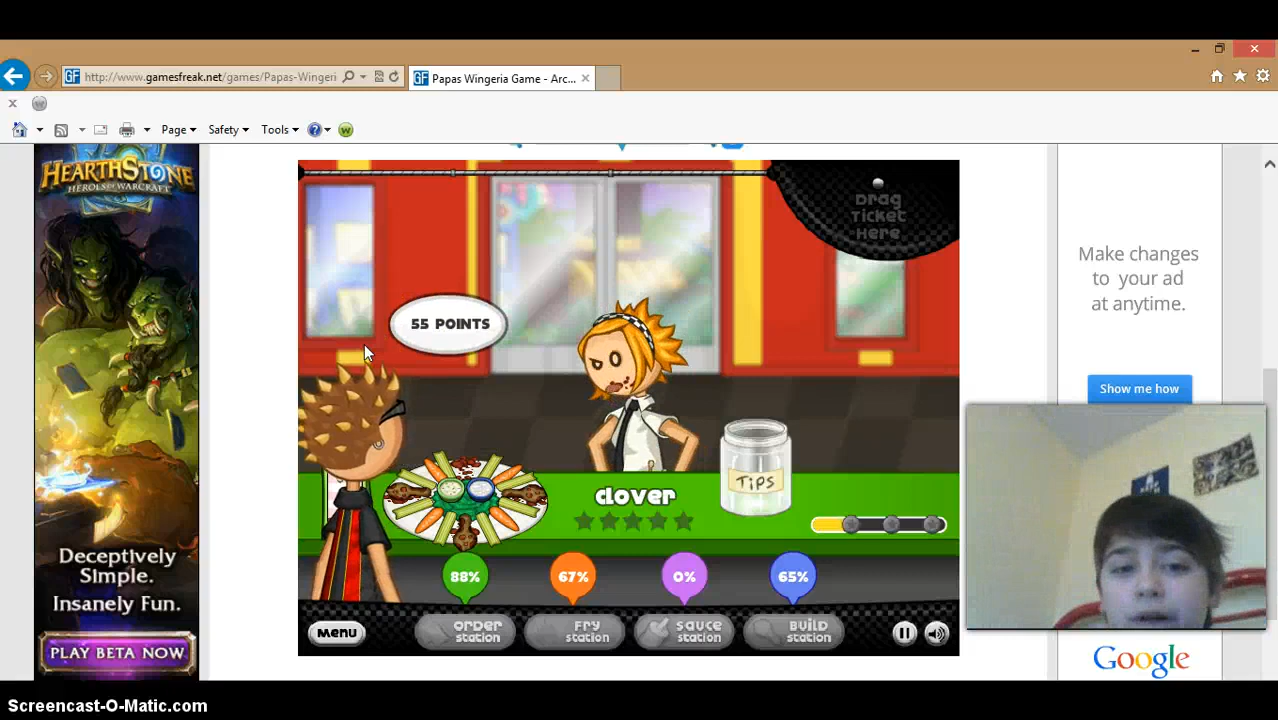 http://www.gamesfreak.net/games/Papas-Wingeri
GF Papas Wingeria Game - Arc...
Page
Safety
Tools
HEARTHSTONE
HEROES OF WARCRAFT
Drag
Ticket
Here
Make changes
to your ad
at anytime.
55 POINTS
Show me how
TIPS
clover
Deceptively
Simple.
Insanely Fun.
88%
67%
0%
65%
Menu
ORDER
station
FRY
station
SAUCE
station
BUILD
station
PLAY BETA NOW
Google
Screencast-O-Matic.com